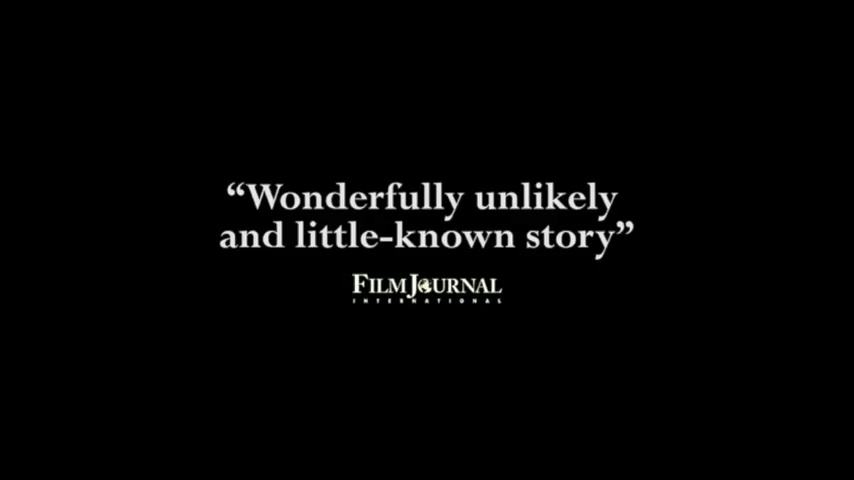 “Wonderfully unlikely
and little-known story”
FILM JOURNAL
INTERNATIONAL